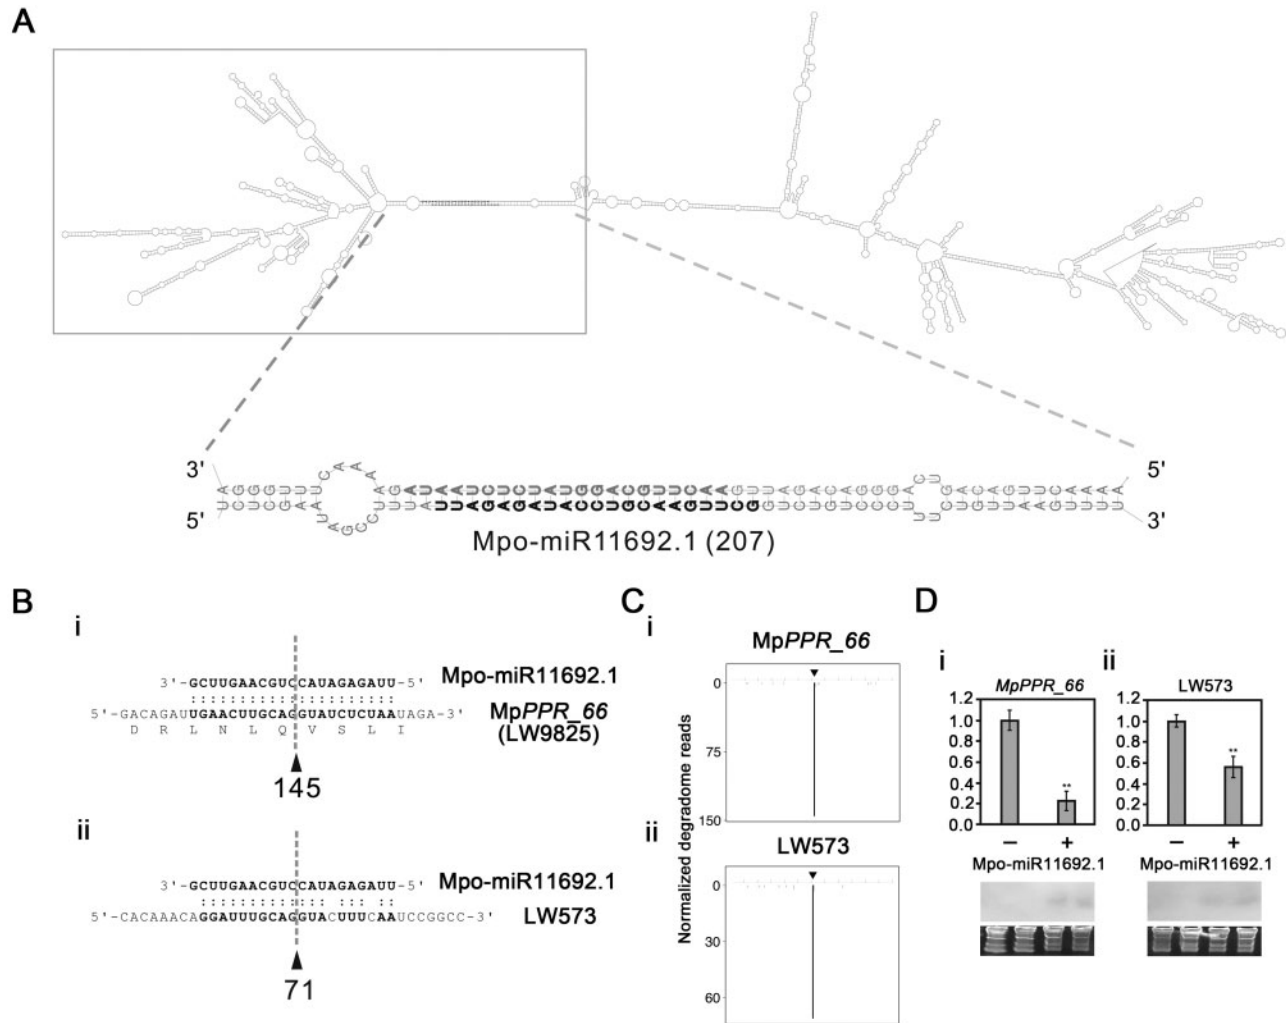 A
3'
5'
5'
3'
Mpo-miR11692.1 (207)
B
i
3'-GCUUGAACGUCCAUAGAGAUU-5' Mpo-miR11692.1
5'-GACAGAUUGAACUUGCAGGUAUCUCUAAUAGA-3' MpPPR_66
D R L N L Q V S L I (LW9825)
145
ii
3'-GCUUGAACGUCCAUAGAGAUU-5' Mpo-miR11692.1
5'-CACAAACAGGAUUUGCAGGUACUUUCAAUCCGGCC-3' LW573
71
C
Normalized degradome reads
i
MpPPR_66
0
75
150
ii
LW573
0
30
60
D
i
MpPPR_66
1.2
1.0
0.8
0.6
0.4
0.2
0.0
**
− +
Mpo-miR11692.1
ii
LW573
1.2
1.0
0.8
0.6
0.4
0.2
0.0
**
− +
Mpo-miR11692.1